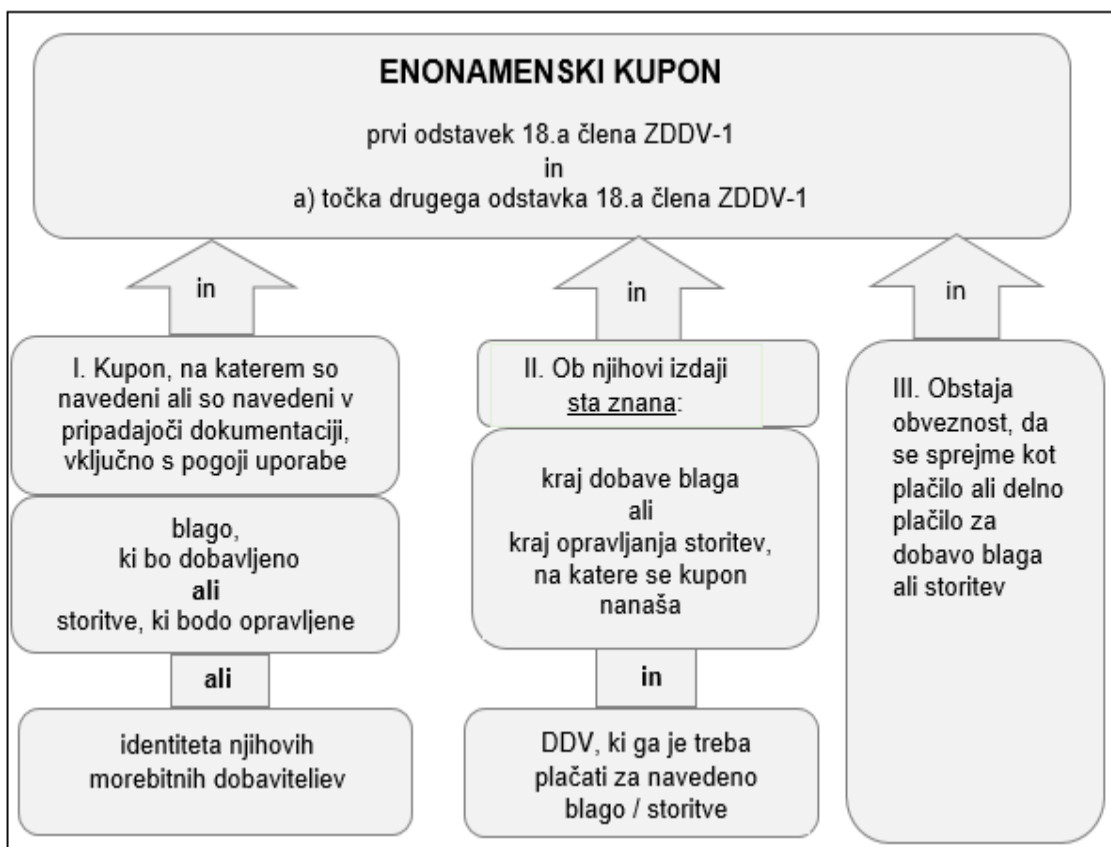 ENONAMENSKI KUPON
prvi odstavek 18.a člena ZDDV-1
in
a) točka drugega odstavka 18.a člena ZDDV-1
in
I. Kupon, na katerem so
navedeni ali so navedeni v
pripadajoči dokumentaciji,
vključno s pogoji uporabe
blago,
ki bo dobavljeno
ali
storitve, ki bodo opravljene
ali
identiteta njihovih
morebitnih dobaviteliev
in
II. Ob njihovi izdaji
sta znana:
kraj dobave blaga
ali
kraj opravljanja storitev,
na katere se kupon
nanaša
in
DDV, ki ga je treba
plačati za navedeno
blago / storitve
in
III. Obstaja
obveznost, da
se sprejme kot
plačilo ali delno
plačilo za
dobavo blaga
ali storitev